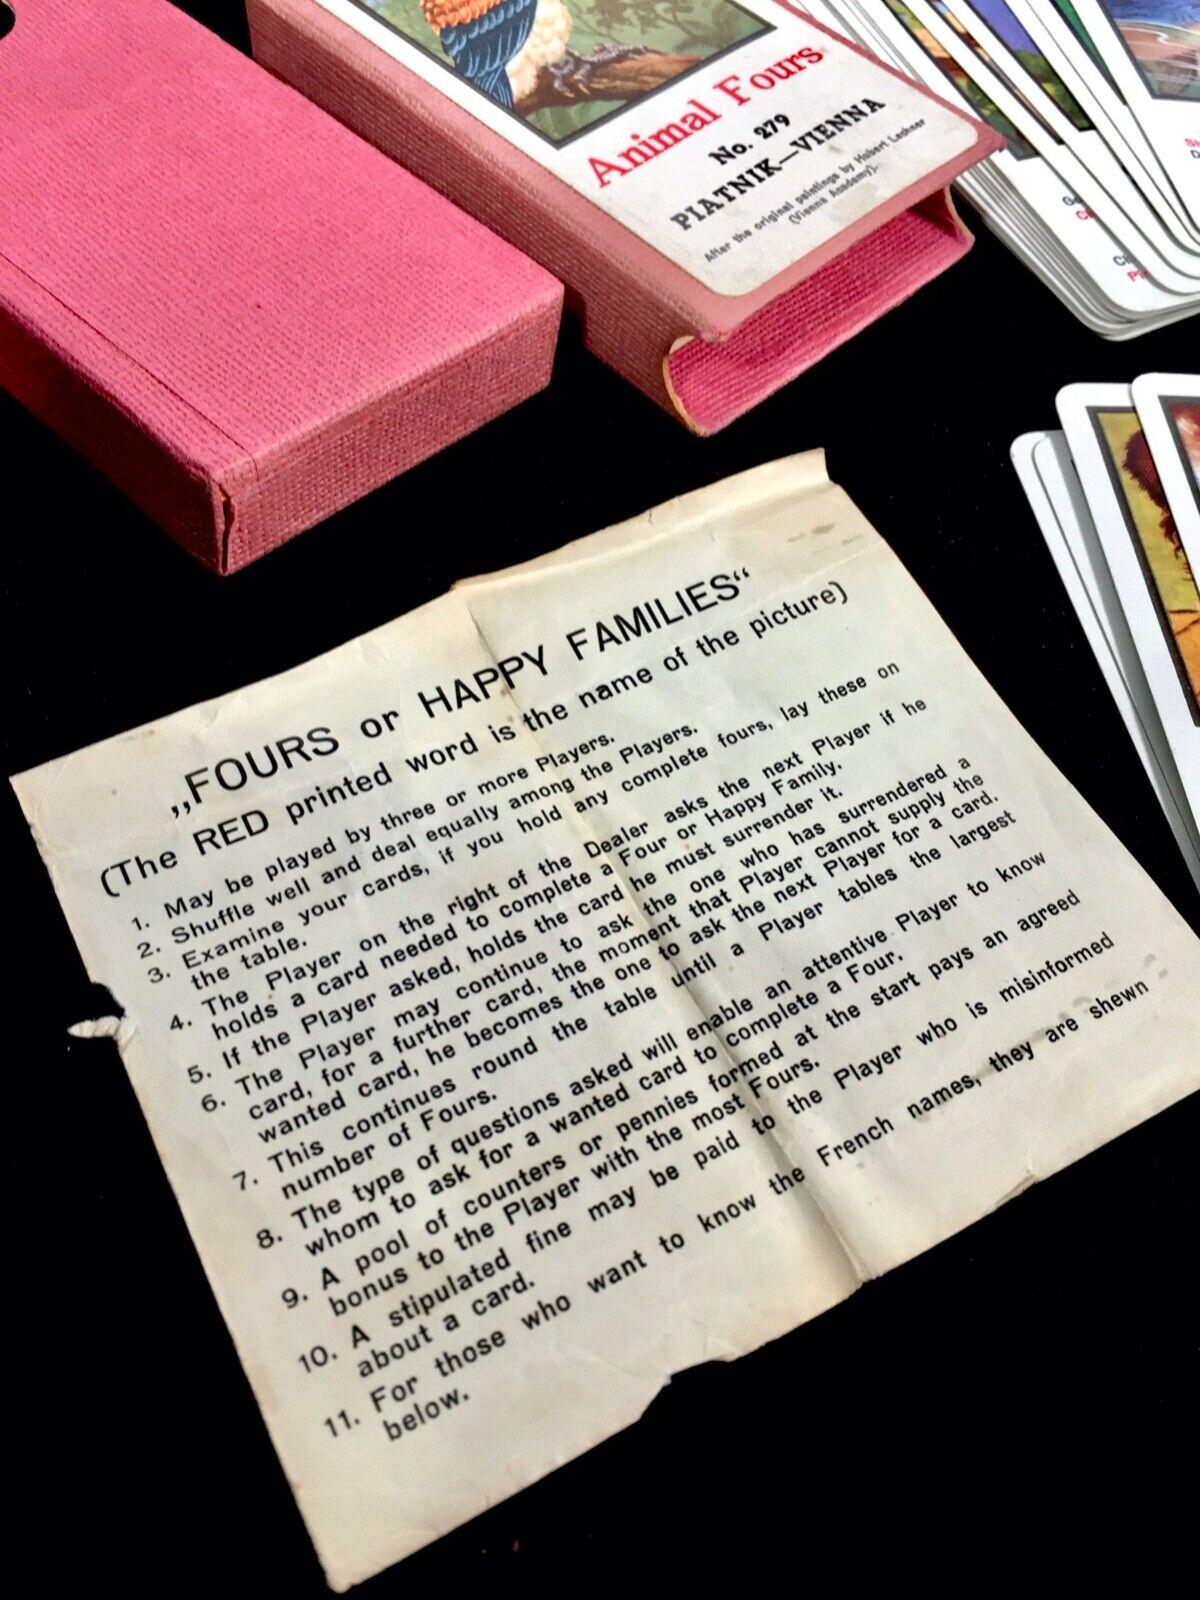 Animal Fours
No. 279
PIATNIK—VIENNA
After the original paintings by Hubert Lechner
(Vienna Academy).
„FOURS or HAPPY FAMILIES“
(The RED printed word is the name of the picture)
1. May be played by three or more Players.
2. Shuffle well and deal equally among the Players.
3. Examine your cards, if you hold any complete fours, lay these on
the table.
4. The Player on the right of the Dealer asks the next Player if he
holds a card needed to complete a Four or Happy Family.
5. If the Player asked, holds the card he must surrender it.
6. The Player may continue to ask the one who has surrendered a
card, for a further card, the moment that Player cannot supply the
wanted card, he becomes the one to ask the next Player for a card.
7. This continues round the table until a Player tables the largest
number of Fours.
8. The type of questions asked will enable an attentive Player to know
whom to ask for a wanted card to complete a Four.
9. A pool of counters or pennies formed at the start pays an agreed
bonus to the Player with the most Fours.
10. A stipulated fine may be paid to the Player who is misinformed
about a card.
11. For those who want to know the French names, they are shewn
below.